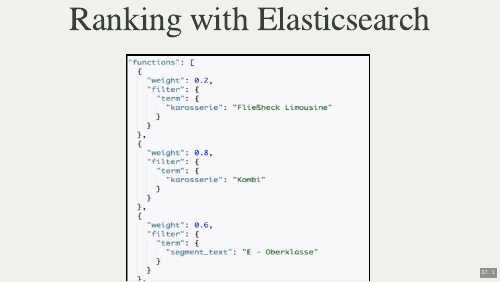 Ranking with Elasticsearch
"functions": [
{
"weight": 0.2,
"filter": {
"term": {
"karosserie": "Fließheck Limousine"
}
}
},
{
"weight": 0.8,
"filter": {
"term": {
"karosserie": "Kombi"
}
}
},
{
"weight": 0.6,
"filter": {
"term": {
"segment_text": "E - Oberklasse"
}
}
},
37.1